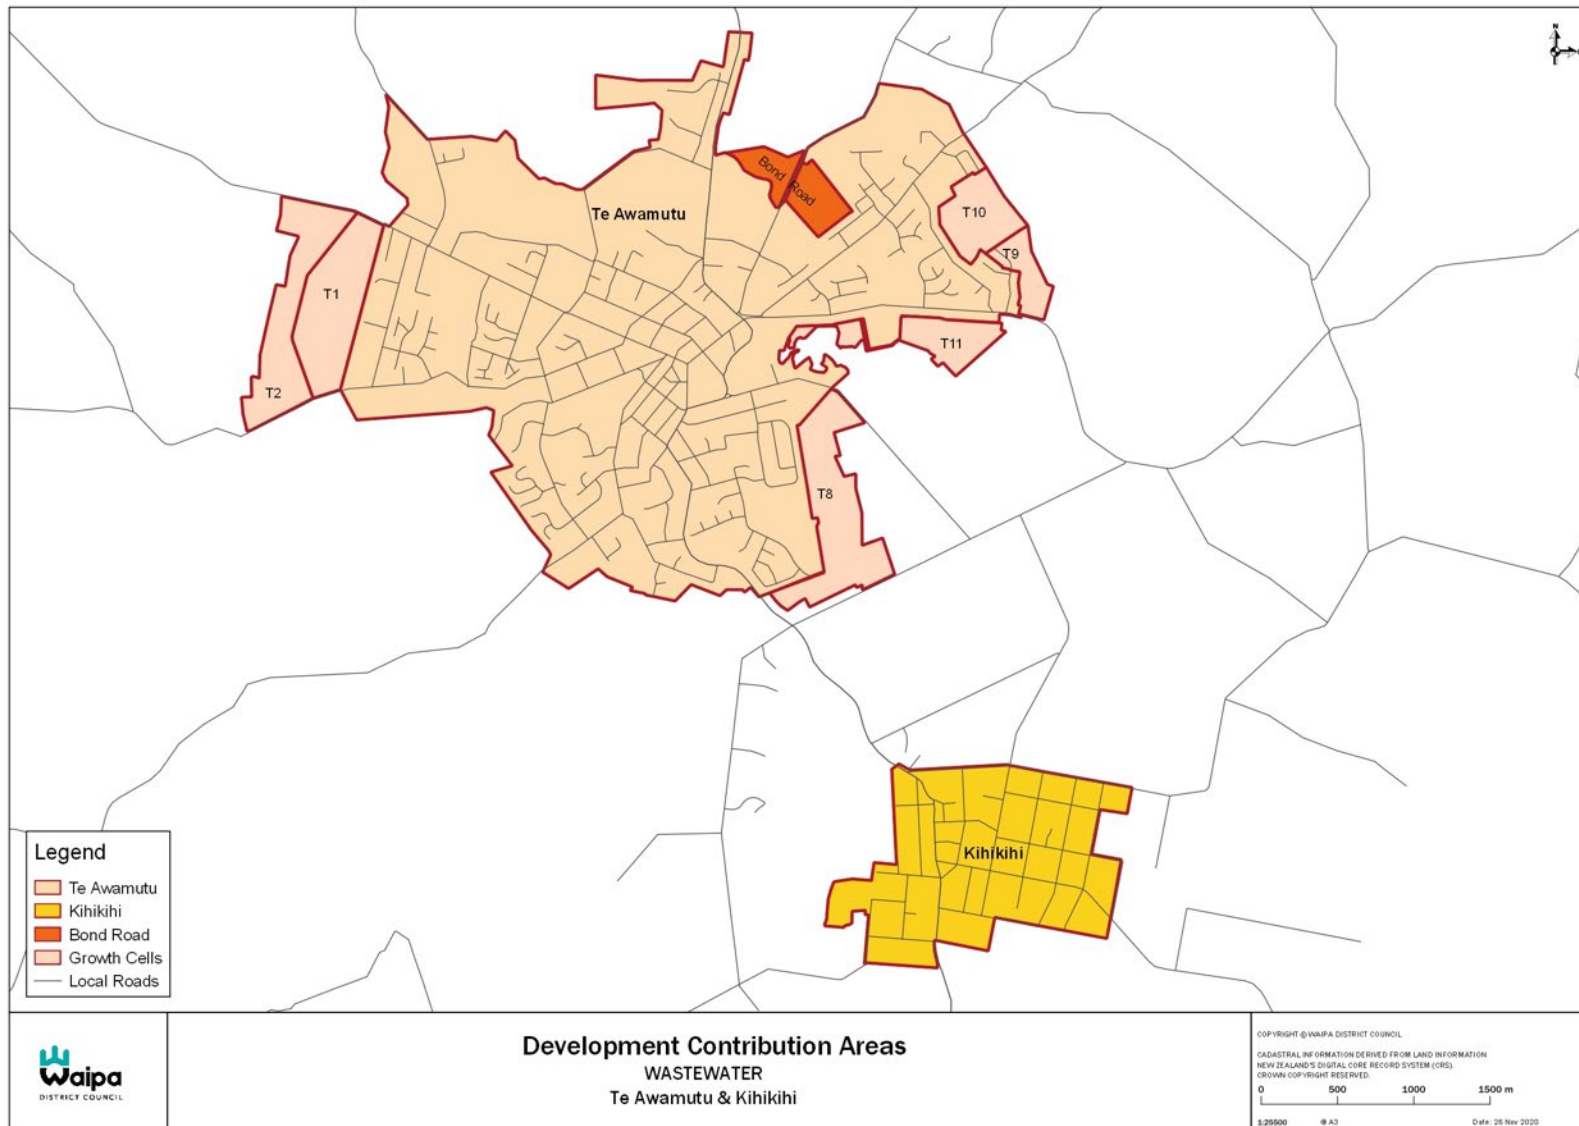 N
Te Awamutu
Bond Road
T10
T9
T1
T11
T2
T8
Kihikihi
Legend
Te Awamutu
Kihikihi
Bond Road
Growth Cells
Local Roads
Waipa
DISTRICT COUNCIL
Development Contribution Areas
WASTEWATER
Te Awamutu & Kihikihi
COPYRIGHT © WAIPA DISTRICT COUNCIL
CADASTRAL INFORMATION DERIVED FROM LAND INFORMATION
NEW ZEALAND'S DIGITAL CORE RECORD SYSTEM (CRS).
CROWN COPYRIGHT RESERVED.
0 500 1000 1500 m
1:25500 @ A3 Date: 26 Nov 2020